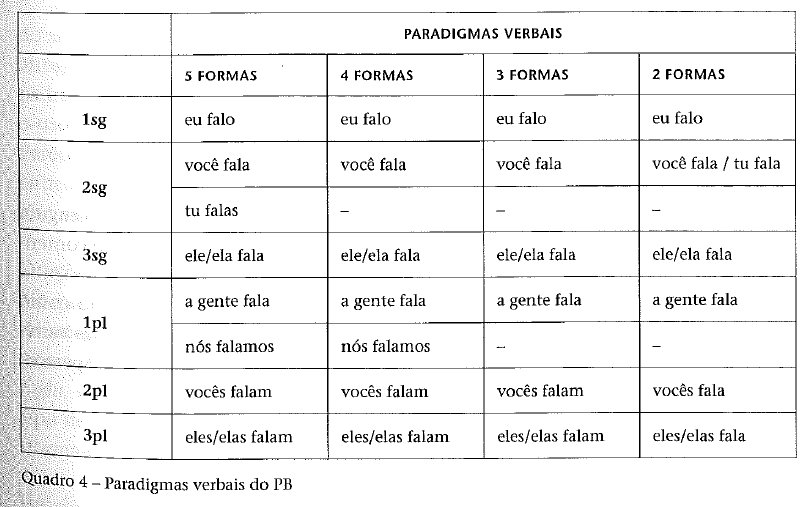 PARADIGMAS VERBAIS
5 FORMAS 4 FORMAS 3 FORMAS 2 FORMAS
1sg eu falo eu falo eu falo eu falo
2sg você fala você fala você fala você fala / tu fala
tu falas – – –
3sg ele/ela fala ele/ela fala ele/ela fala ele/ela fala
1pl a gente fala a gente fala a gente fala a gente fala
nós falamos nós falamos – –
2pl vocês falam vocês falam vocês falam vocês fala
3pl eles/elas falam eles/elas falam eles/elas falam eles/elas fala
Quadro 4 – Paradigmas verbais do PB